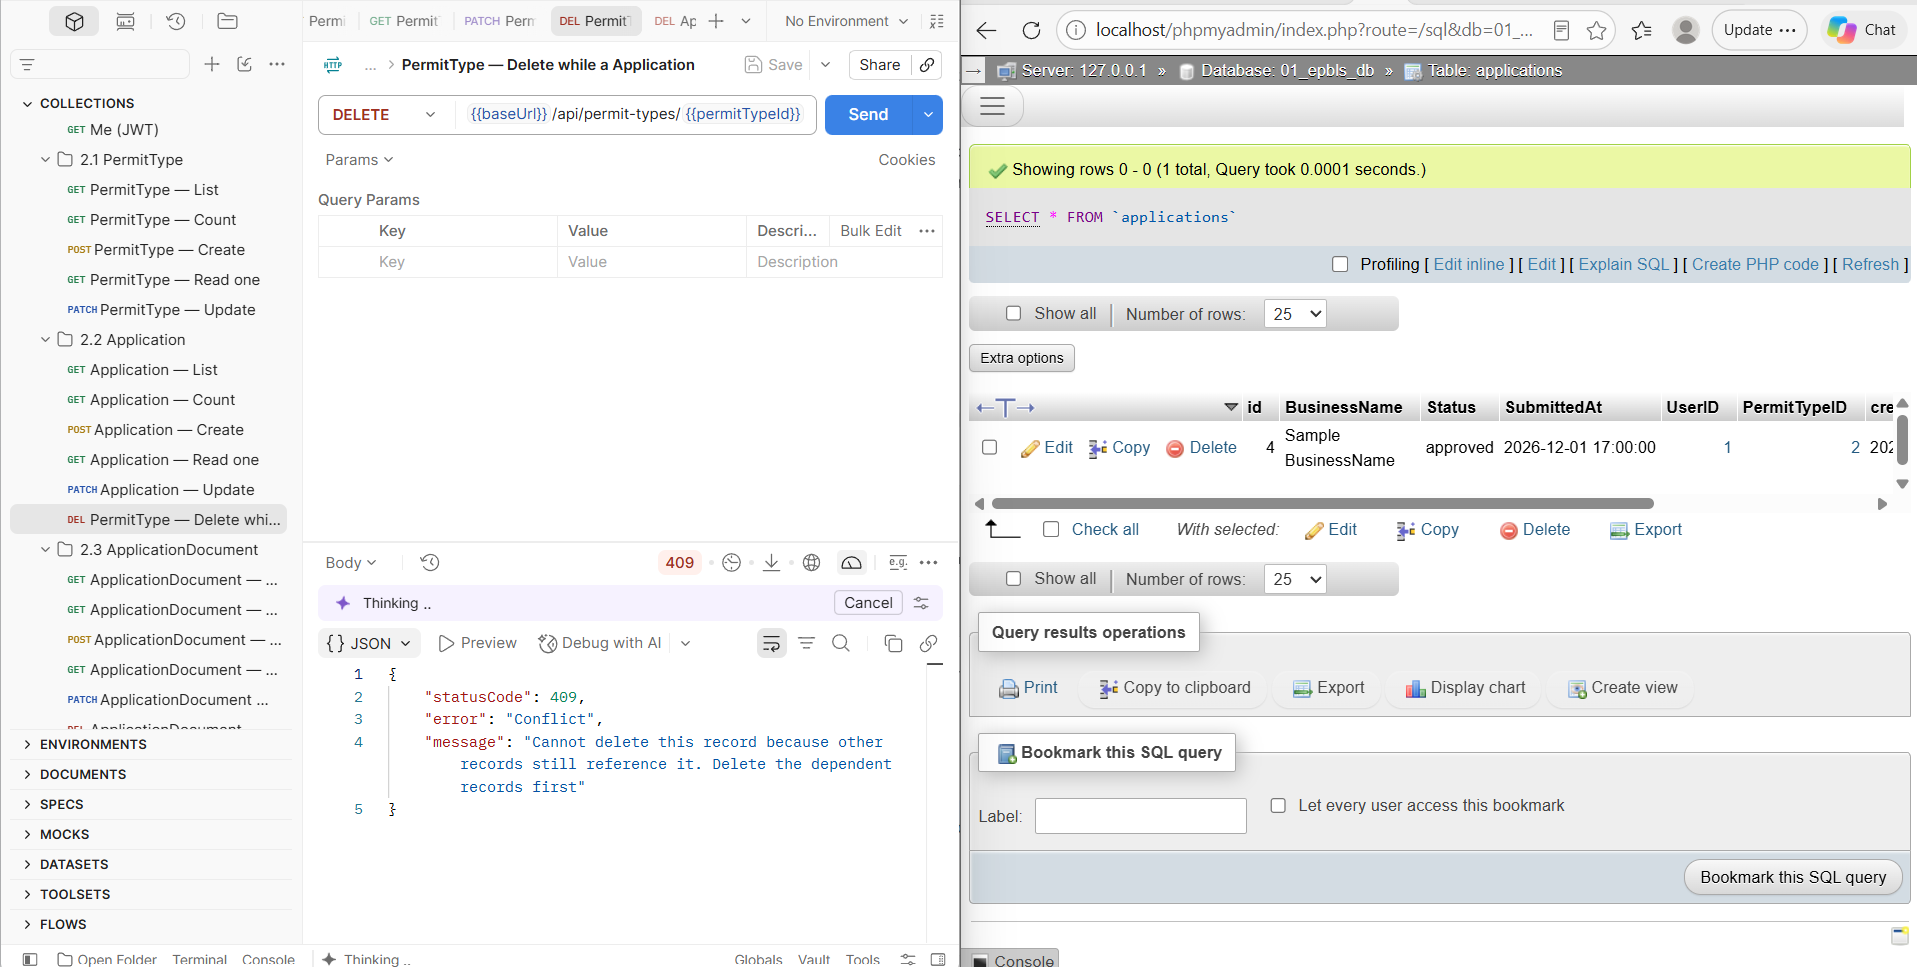 Permi
GET Permit
PATCH Perm
DEL Permit
DEL Ap
No Environment
COLLECTIONS
GET Me (JWT)
2.1 PermitType
GET PermitType — List
GET PermitType — Count
POST PermitType — Create
GET PermitType — Read one
PATCH PermitType — Update
2.2 Application
GET Application — List
GET Application — Count
POST Application — Create
GET Application — Read one
PATCH Application — Update
DEL PermitType — Delete whi...
2.3 ApplicationDocument
GET ApplicationDocument — ...
GET ApplicationDocument — ...
POST ApplicationDocument — ...
GET ApplicationDocument — ...
PATCH ApplicationDocument ...
DEL ApplicationDocument
ENVIRONMENTS
DOCUMENTS
SPECS
MOCKS
DATASETS
TOOLSETS
FLOWS
HTTP ... > PermitType — Delete while a Application
Save
Share
DELETE {{baseUrl}} /api/permit-types/ {{permitTypeId}}
Send
Params
Cookies
Query Params
Key Value Descri... Bulk Edit ...
Key Value Description
Body
409
e.g.
Thinking ..
Cancel
{} JSON
Preview
Debug with AI
1 {
2 "statusCode": 409,
3 "error": "Conflict",
4 "message": "Cannot delete this record because other
records still reference it. Delete the dependent
records first"
5 }
Open Folder Terminal Console Thinking .. Globals Vault Tools
localhost/phpmyadmin/index.php?route=/sql&db=01_...
Update ...
Chat
Server: 127.0.0.1 » Database: 01_epbls_db » Table: applications
Showing rows 0 - 0 (1 total, Query took 0.0001 seconds.)
SELECT * FROM `applications`
Profiling [ Edit inline ] [ Edit ] [ Explain SQL ] [ Create PHP code ] [ Refresh ]
Show all Number of rows: 25
Extra options
←T→ id BusinessName Status SubmittedAt UserID PermitTypeID cre
Edit Copy Delete 4 Sample BusinessName approved 2026-12-01 17:00:00 1 2 202
Check all With selected: Edit Copy Delete Export
Show all Number of rows: 25
Query results operations
Print Copy to clipboard Export Display chart Create view
Bookmark this SQL query
Label: Let every user access this bookmark
Bookmark this SQL query
Console